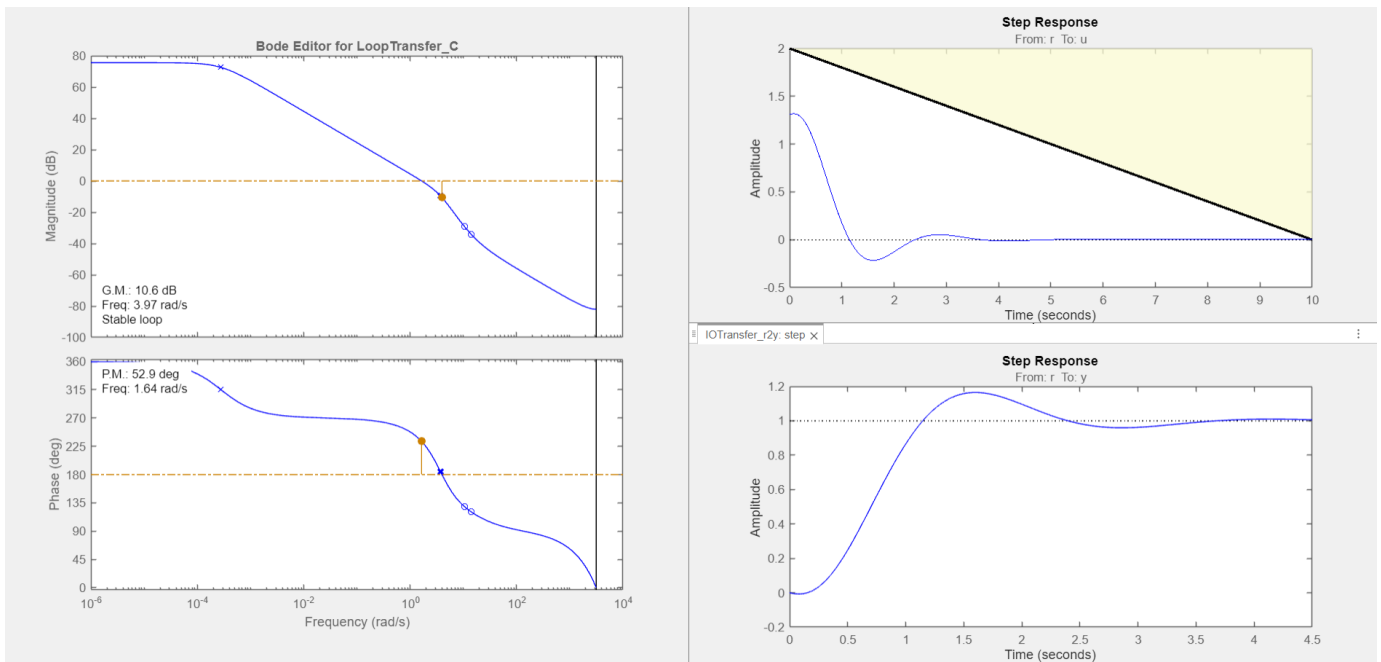 Bode Editor for LoopTransfer_C
Magnitude (dB)
80
60
40
20
0
-20
-40
-60
-80
-100
G.M.: 10.6 dB
Freq: 3.97 rad/s
Stable loop
Phase (deg)
360
315
270
225
180
135
90
45
0
P.M.: 52.9 deg
Freq: 1.64 rad/s
10-6
10-4
10-2
100
102
104
Frequency (rad/s)
Step Response
From: r To: u
Amplitude
2
1.5
1
0.5
0
-0.5
0 1 2 3 4 5 6 7 8 9 10
Time (seconds)
IOTransfer_r2y: step
Step Response
From: r To: y
Amplitude
1.2
1
0.8
0.6
0.4
0.2
0
-0.2
0 0.5 1 1.5 2 2.5 3 3.5 4 4.5
Time (seconds)